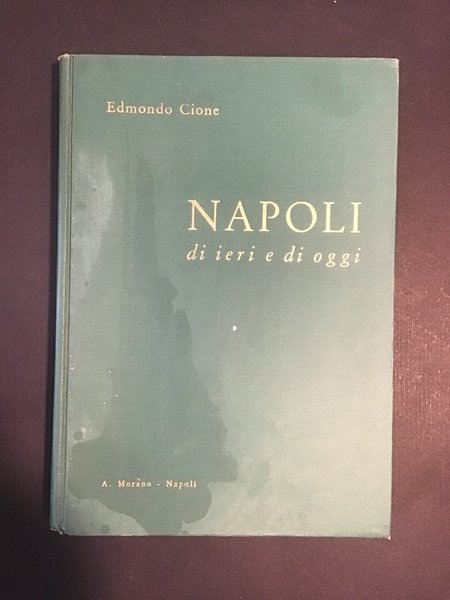 Edmondo Cione
NAPOLI
di ieri e di oggi
A. Morano - Napoli